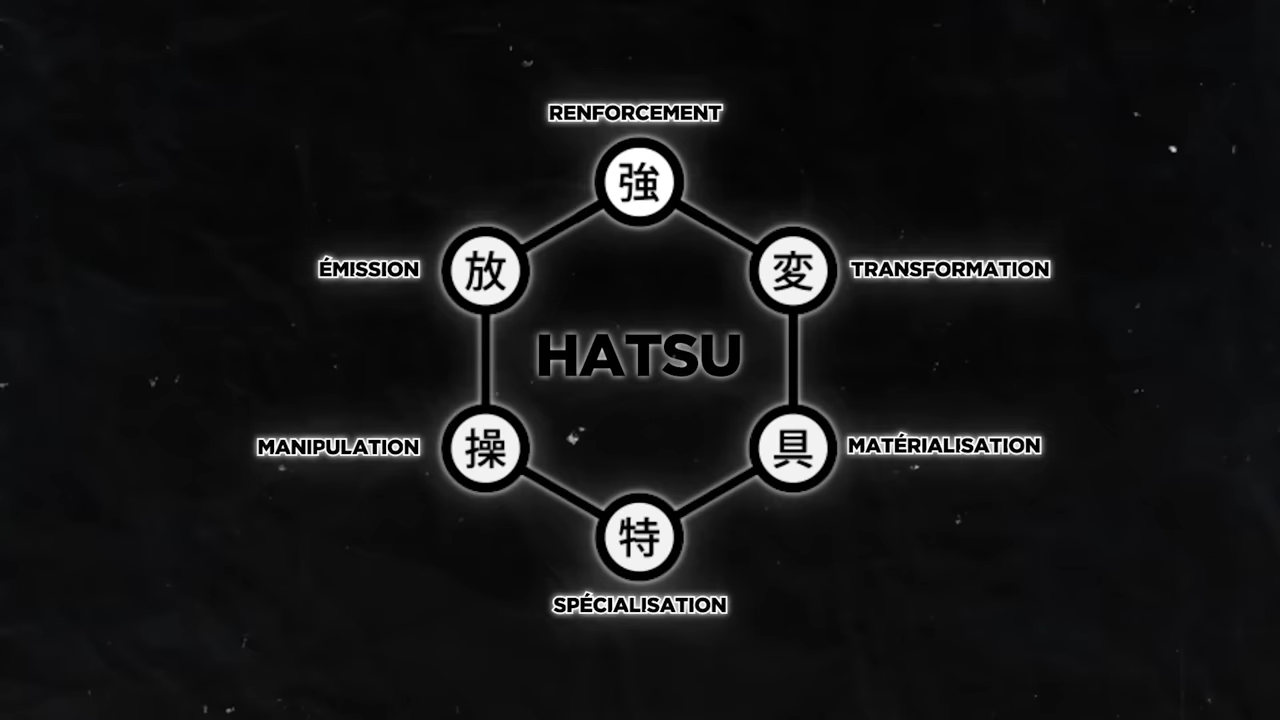 RENFORCEMENT
強
放
変
ÉMISSION
TRANSFORMATION
HATSU
MANIPULATION
操
具
MATÉRIALISATION
特
SPÉCIALISATION